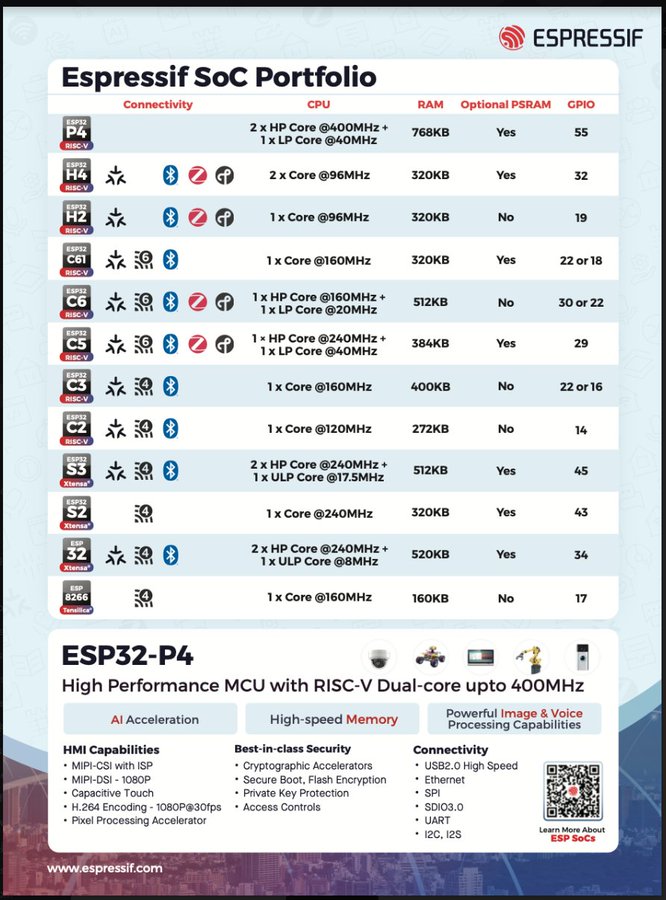 ESPRESSIF
Espressif SoC Portfolio
Connectivity CPU RAM Optional PSRAM GPIO
ESP32 P4 RISC-V 2 x HP Core @400MHz + 1 x LP Core @40MHz 768KB Yes 55
ESP32 H4 RISC-V 2 x Core @96MHz 320KB Yes 32
ESP32 H2 RISC-V 1 x Core @96MHz 320KB No 19
ESP32 C61 RISC-V 6 1 x Core @160MHz 320KB Yes 22 or 18
ESP32 C6 RISC-V 6 1 x HP Core @160MHz + 1 x LP Core @20MHz 512KB No 30 or 22
ESP32 C5 RISC-V 6 1 × HP Core @240MHz + 1 x LP Core @40MHz 384KB Yes 29
ESP32 C3 RISC-V 4 1 x Core @160MHz 400KB No 22 or 16
ESP32 C2 RISC-V 4 1 x Core @120MHz 272KB No 14
ESP32 S3 Xtensa® 4 2 x HP Core @240MHz + 1 x ULP Core @17.5MHz 512KB Yes 45
ESP32 S2 Xtensa® 4 1 x Core @240MHz 320KB Yes 43
ESP 32 Xtensa® 4 2 x HP Core @240MHz + 1 x ULP Core @8MHz 520KB Yes 34
ESP 8266 Tensilica® 4 1 x Core @160MHz 160KB No 17
ESP32-P4
High Performance MCU with RISC-V Dual-core upto 400MHz
AI Acceleration
High-speed Memory
Powerful Image & Voice
Processing Capabilities
HMI Capabilities
• MIPI-CSI with ISP
• MIPI-DSI - 1080P
• Capacitive Touch
• H.264 Encoding - 1080P@30fps
• Pixel Processing Accelerator
Best-in-class Security
• Cryptographic Accelerators
• Secure Boot, Flash Encryption
• Private Key Protection
• Access Controls
Connectivity
• USB2.0 High Speed
• Ethernet
• SPI
• SDIO3.0
• UART
• I2C, I2S
Learn More About
ESP SoCs
www.espressif.com